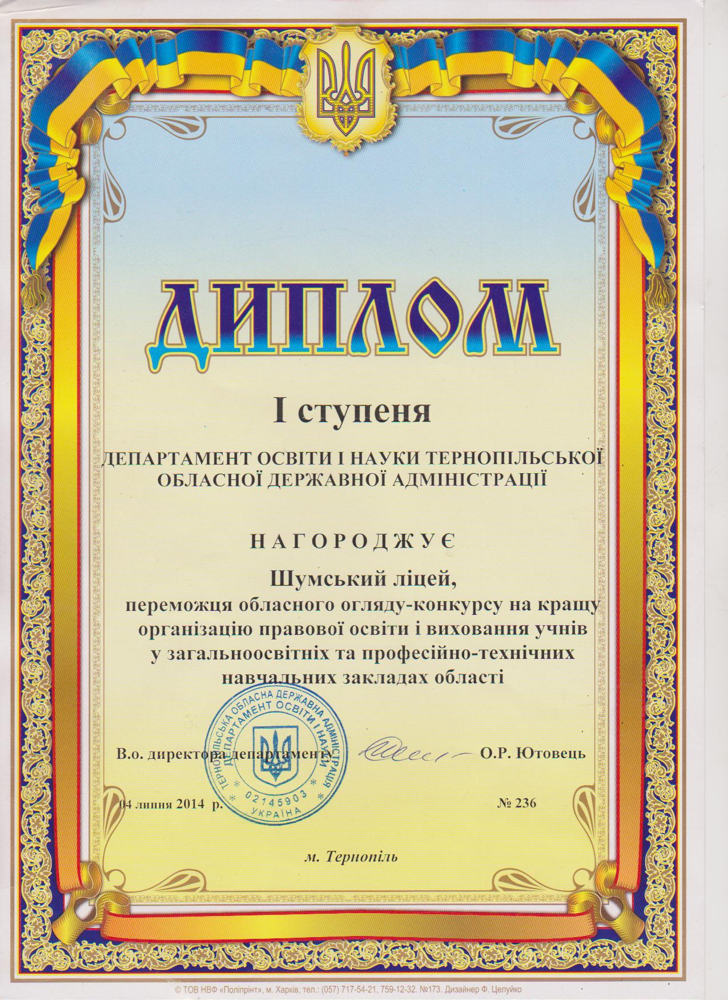 ДИПЛОМ
І ступеня
ДЕПАРТАМЕНТ ОСВІТИ І НАУКИ ТЕРНОПІЛЬСЬКОЇ
ОБЛАСНОЇ ДЕРЖАВНОЇ АДМІНІСТРАЦІЇ
Н А Г О Р О Д Ж У Є
Шумський ліцей,
переможця обласного огляду-конкурсу на кращу
організацію правової освіти і виховання учнів
у загальноосвітніх та професійно-технічних
навчальних закладах області
ТЕРНОПІЛЬСЬКА ОБЛАСНА ДЕРЖАВНА АДМІНІСТРАЦІЯ
ДЕПАРТАМЕНТ ОСВІТИ І НАУКИ
* 02145903 *
* УКРАЇНА *
В.о. директора департаменту О.Р. Ютовець
04 липня 2014 р. № 236
м. Тернопіль
© ТОВ НВФ «Поліпрінт», м. Харків, тел.: (057) 717-54-21, 759-12-32. №173. Дизайнер Ф. Целуйко